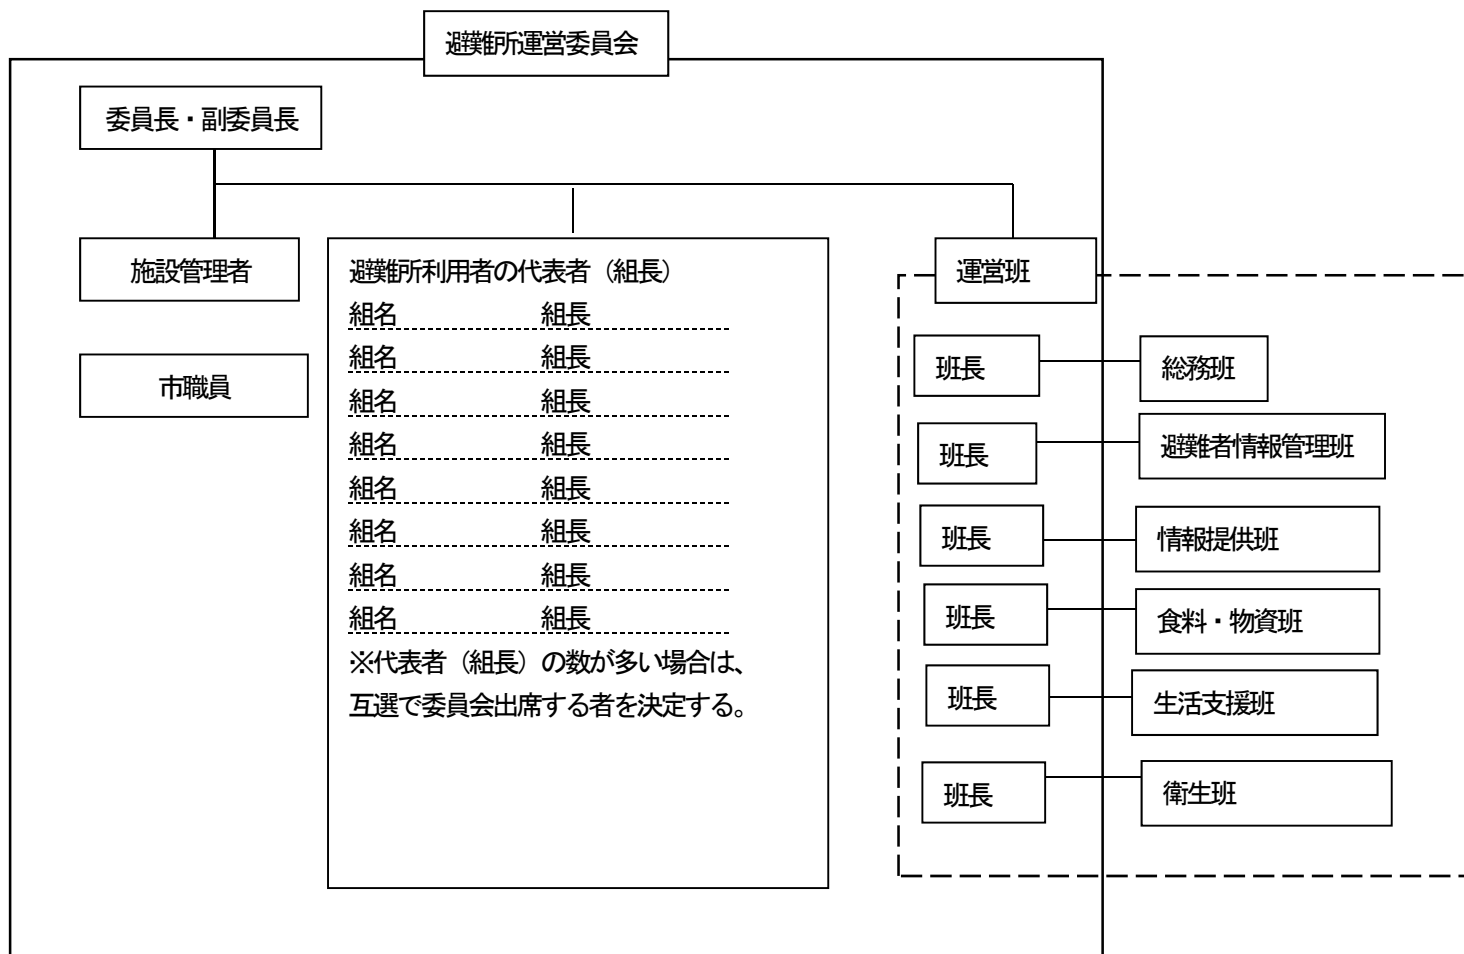 避難所運営委員会
委員長・副委員長
施設管理者
市職員
避難所利用者の代表者（組長）
組名　組長
組名　組長
組名　組長
組名　組長
組名　組長
組名　組長
組名　組長
組名　組長
※代表者（組長）の数が多い場合は、
互選で委員会出席する者を決定する。
運営班
班長　総務班
班長　避難者情報管理班
班長　情報提供班
班長　食料・物資班
班長　生活支援班
班長　衛生班